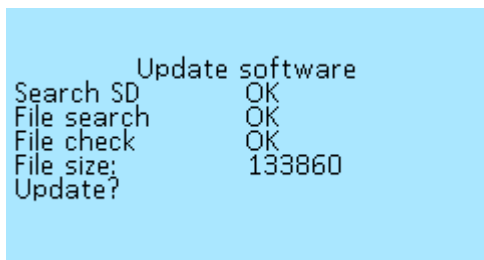 Update software
Search SD OK
File search OK
File check OK
File size: 133860
Update?